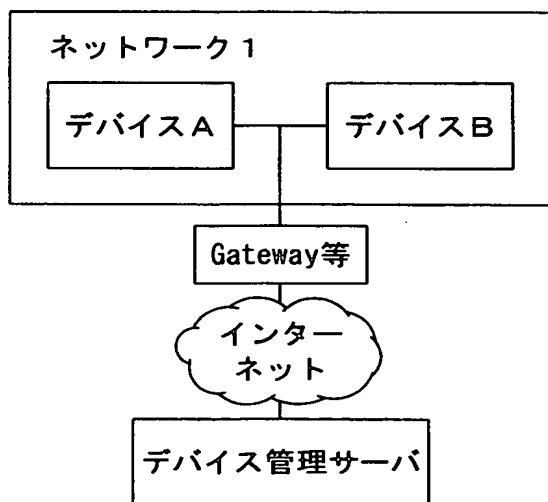 ネットワーク1
デバイスA
デバイスB
Gateway等
インター
ネット
デバイス管理サーバ